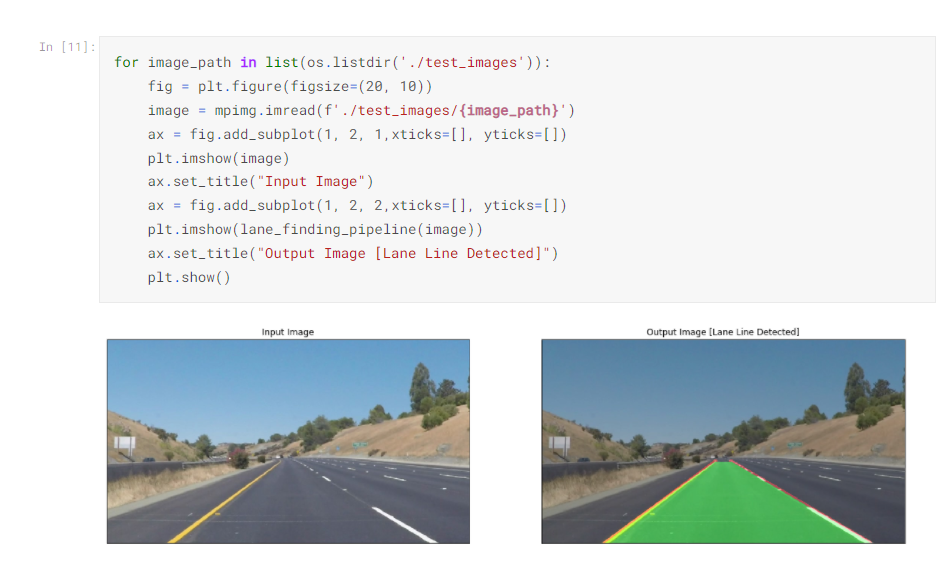 In [11]:
for image_path in list(os.listdir('./test_images')):
    fig = plt.figure(figsize=(20, 10))
    image = mpimg.imread(f'./test_images/{image_path}')
    ax = fig.add_subplot(1, 2, 1,xticks=[], yticks=[])
    plt.imshow(image)
    ax.set_title("Input Image")
    ax = fig.add_subplot(1, 2, 2,xticks=[], yticks=[])
    plt.imshow(lane_finding_pipeline(image))
    ax.set_title("Output Image [Lane Line Detected]")
    plt.show()
Input Image
Output Image [Lane Line Detected]